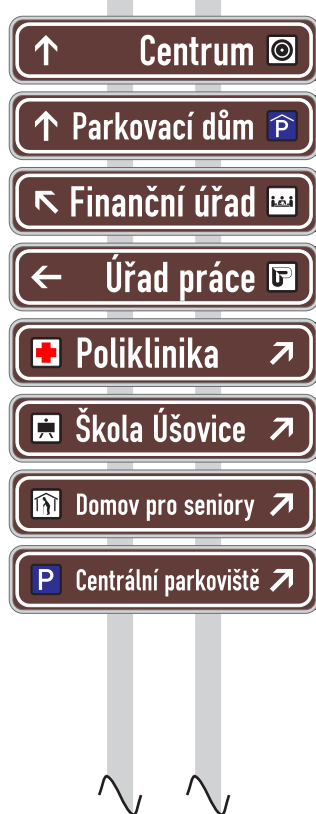 Centrum
Parkovací dům P
Finanční úřad
Úřad práce
Poliklinika
Škola Úšovice
Domov pro seniory
P Centrální parkoviště